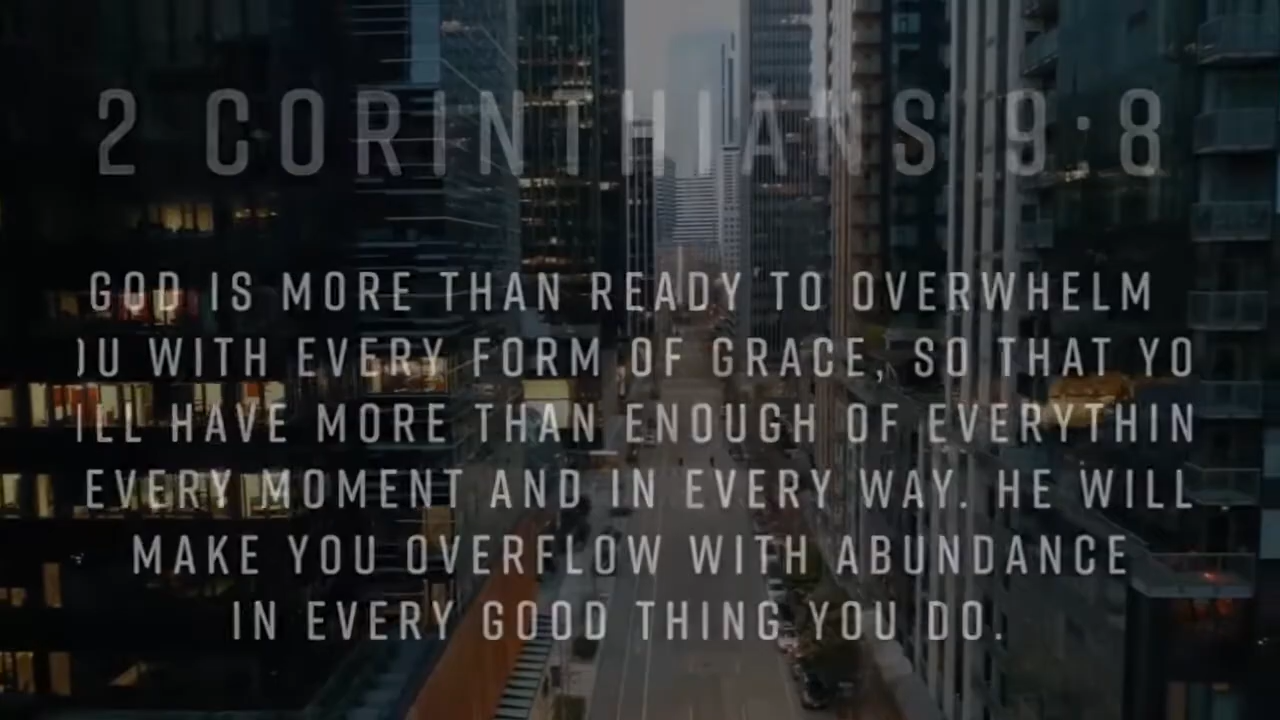 2 CORINTHIANS 9:8
GOD IS MORE THAN READY TO OVERWHELM
OU WITH EVERY FORM OF GRACE, SO THAT YO
ILL HAVE MORE THAN ENOUGH OF EVERYTHIN
EVERY MOMENT AND IN EVERY WAY. HE WILL
MAKE YOU OVERFLOW WITH ABUNDANCE
IN EVERY GOOD THING YOU DO.